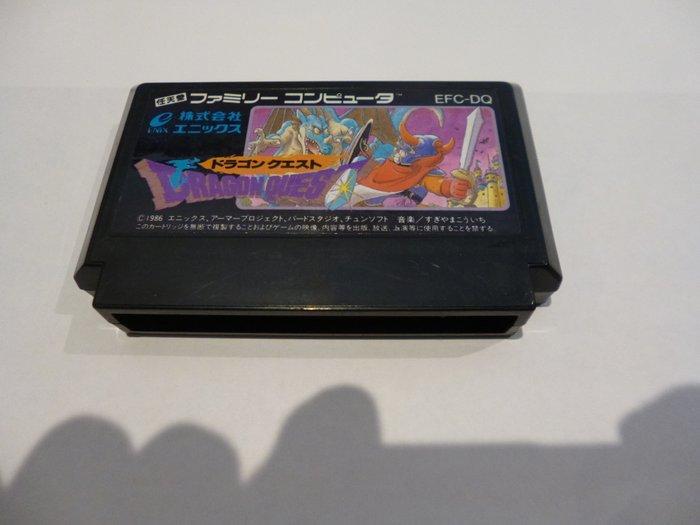 任天堂 ファミリー コンピュータ™ EFC-DQ
ENIX 株式会社
エニックス
ドラゴンクエスト
DRAGON QUEST
©1986 エニックス、アーマープロジェクト、バードスタジオ、チュンソフト 音楽／すぎやまこういち
このカートリッジを無断で複製することおよびゲームの映像、内容等を出版、放送、上演等に使用することを禁ずる。